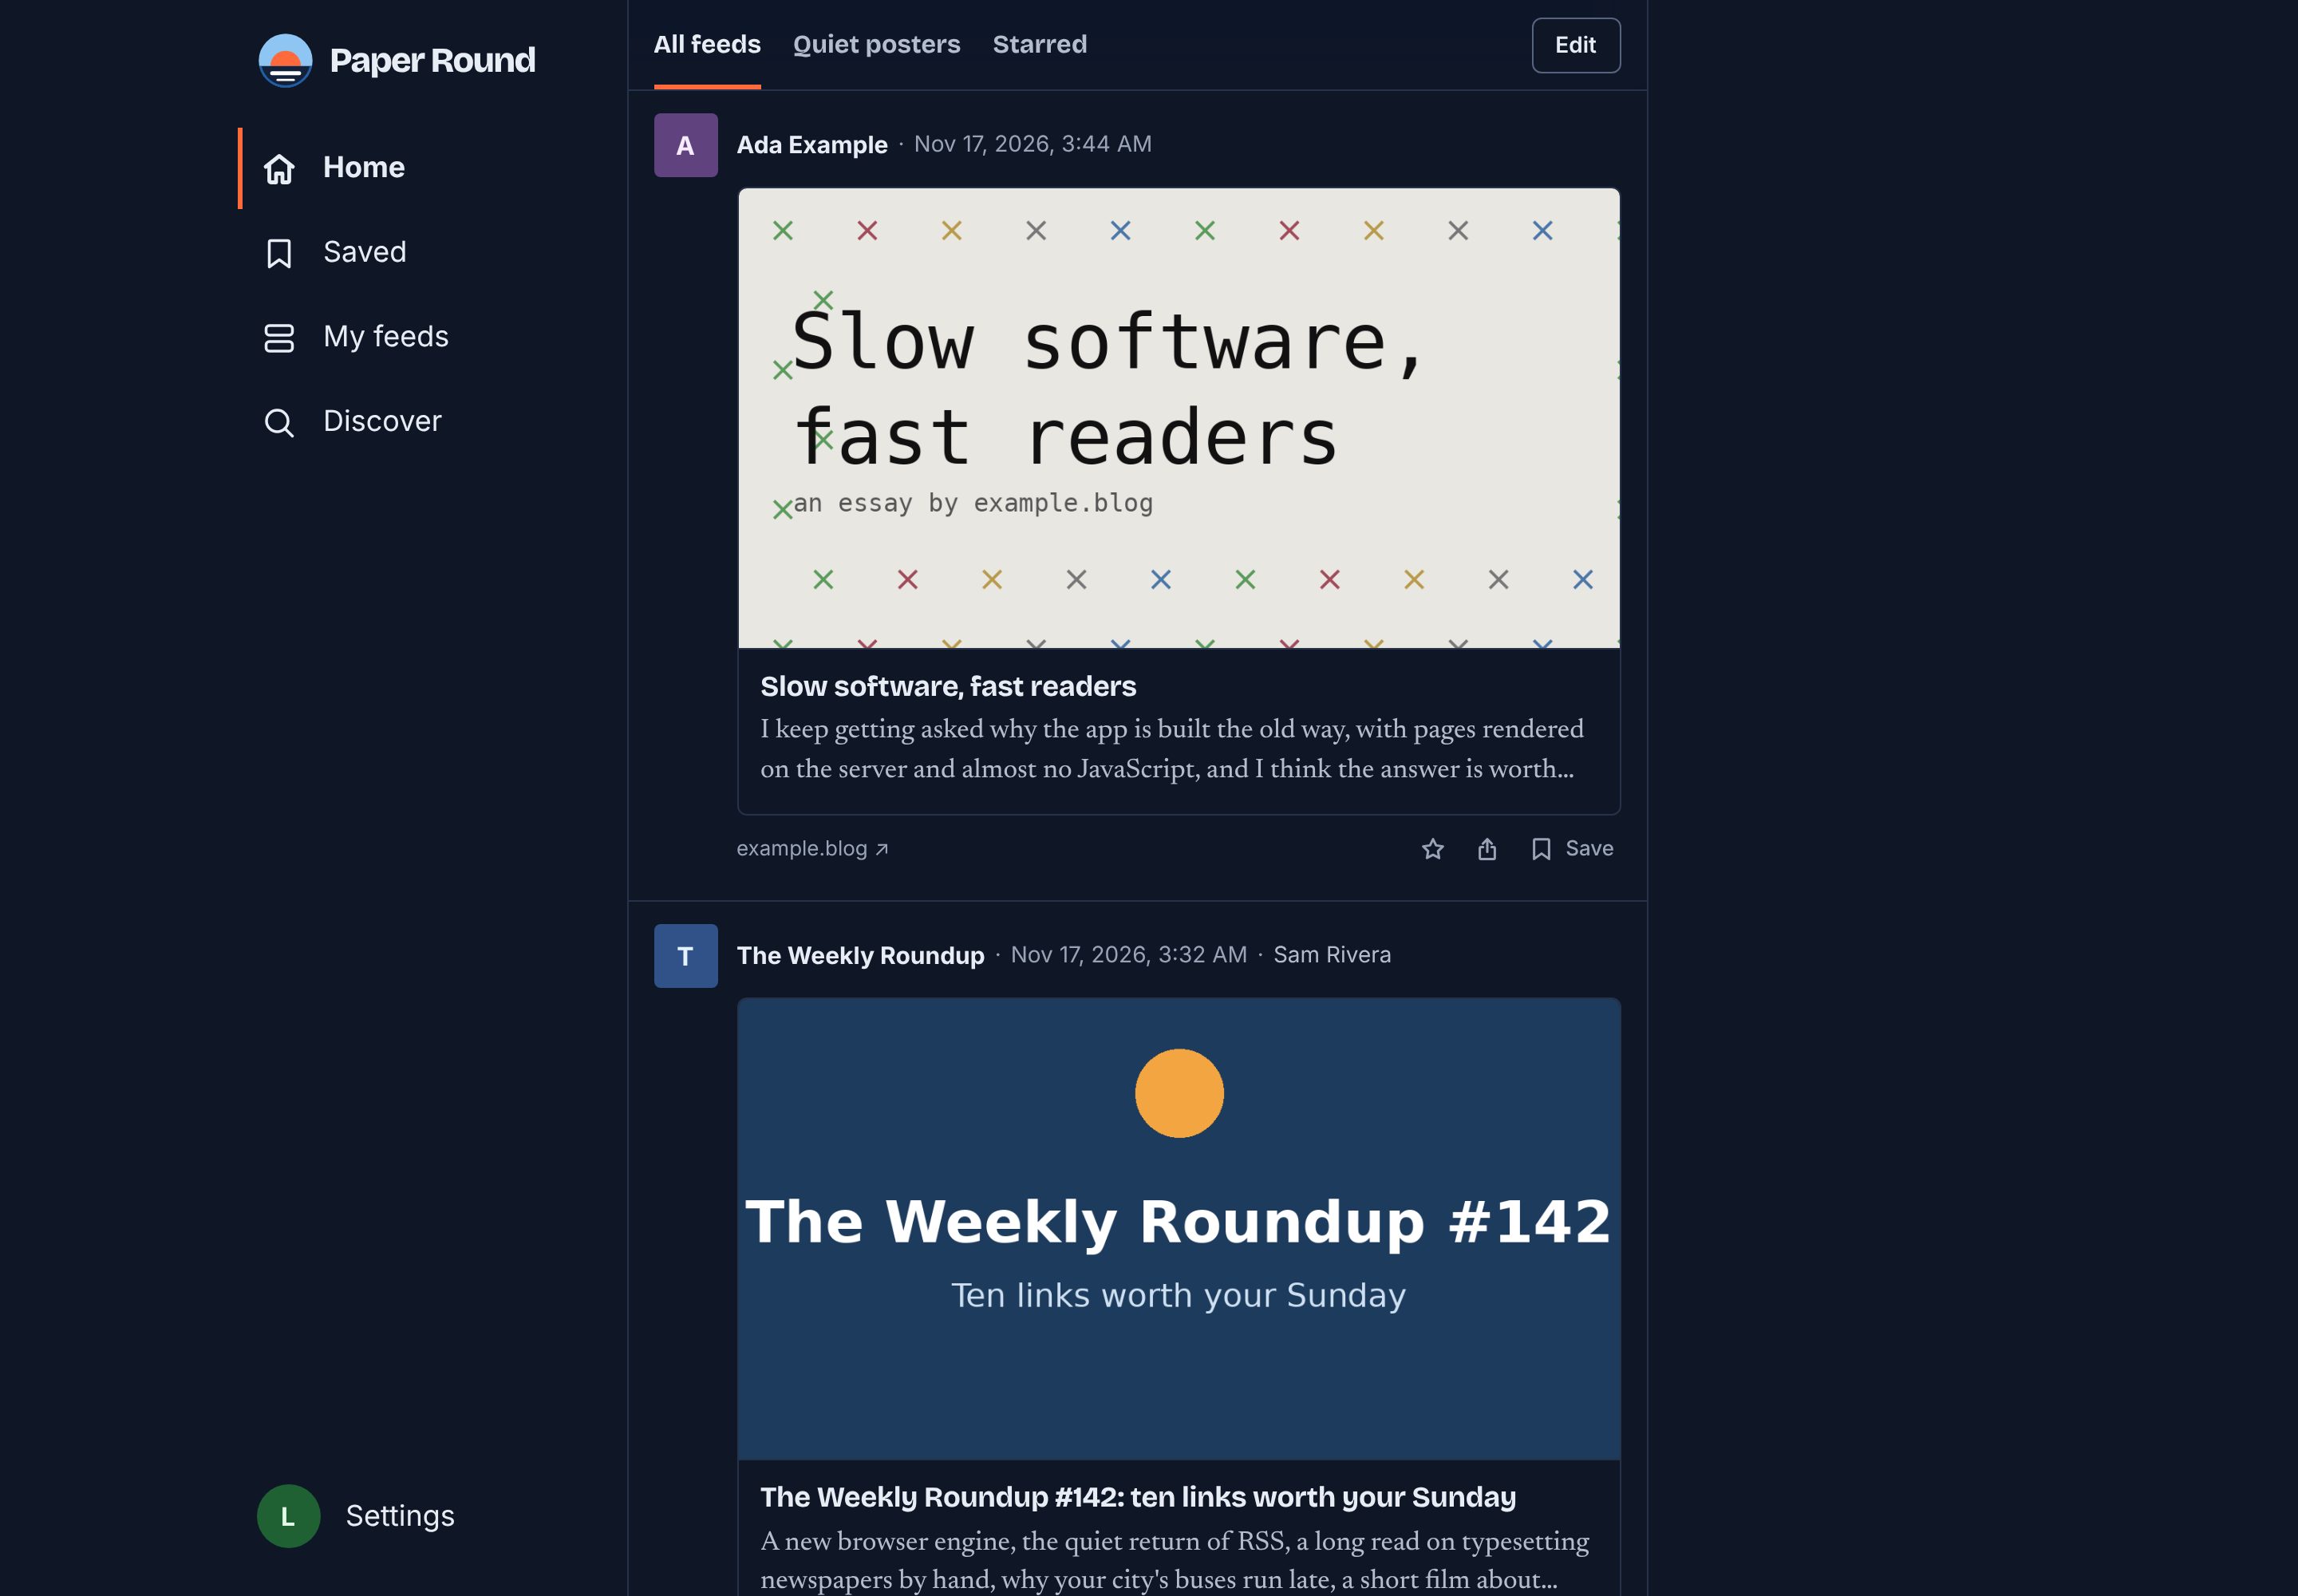 Paper Round
Home
Saved
My feeds
Discover
L
Settings
All feeds
Quiet posters
Starred
Edit
A
Ada Example · Nov 17, 2026, 3:44 AM
Slow software,
fast readers
an essay by example.blog
Slow software, fast readers
I keep getting asked why the app is built the old way, with pages rendered
on the server and almost no JavaScript, and I think the answer is worth...
example.blog ↗
Save
T
The Weekly Roundup · Nov 17, 2026, 3:32 AM · Sam Rivera
The Weekly Roundup #142
Ten links worth your Sunday
The Weekly Roundup #142: ten links worth your Sunday
A new browser engine, the quiet return of RSS, a long read on typesetting
newspapers by hand, why your city's buses run late, a short film about...